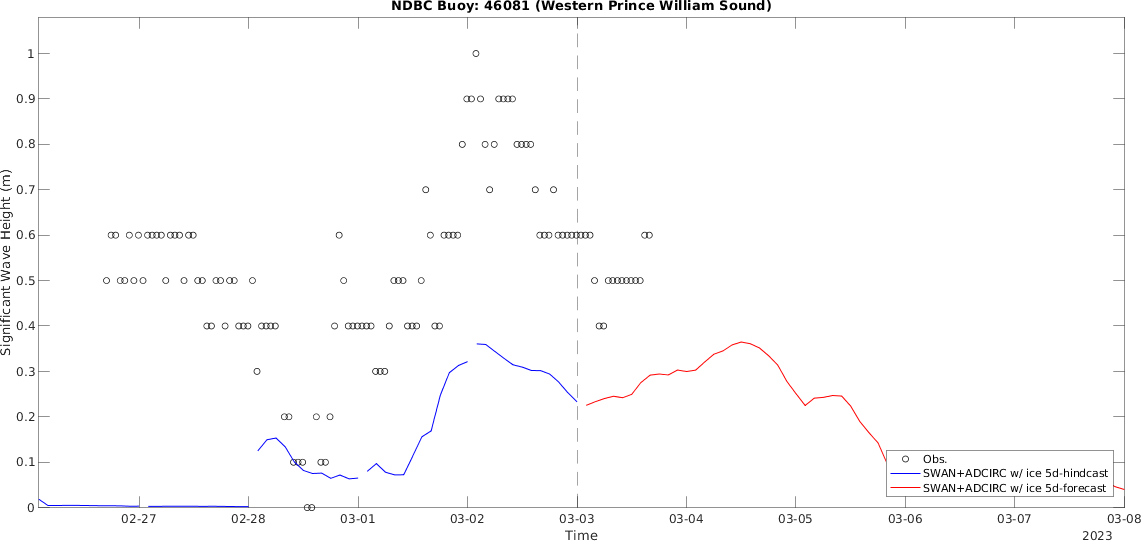 NDBC Buoy: 46081 (Western Prince William Sound)
Significant Wave Height (m)
1
0.9
0.8
0.7
0.6
0.5
0.4
0.3
0.2
0.1
0
Obs.
SWAN+ADCIRC w/ ice 5d-hindcast
SWAN+ADCIRC w/ ice 5d-forecast
02-27 02-28 03-01 03-02 03-03 03-04 03-05 03-06 03-07 03-08
Time
2023